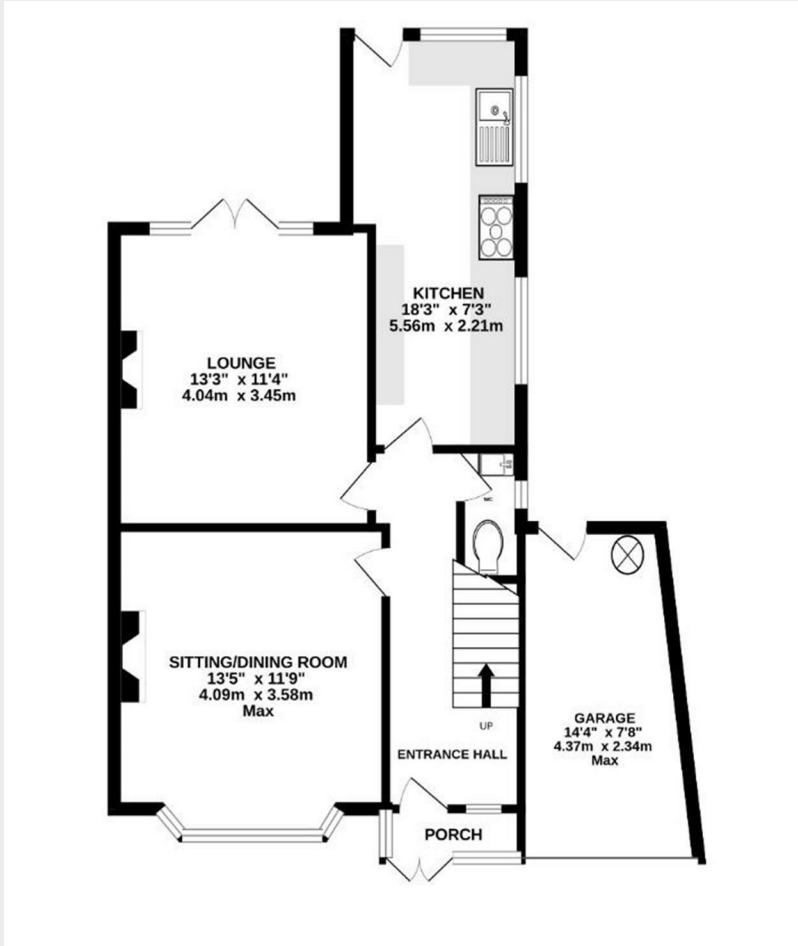 KITCHEN
18'3" x 7'3"
5.56m x 2.21m
LOUNGE
13'3" x 11'4"
4.04m x 3.45m
WC
SITTING/DINING ROOM
13'5" x 11'9"
4.09m x 3.58m
Max
UP
ENTRANCE HALL
GARAGE
14'4" x 7'8"
4.37m x 2.34m
Max
PORCH